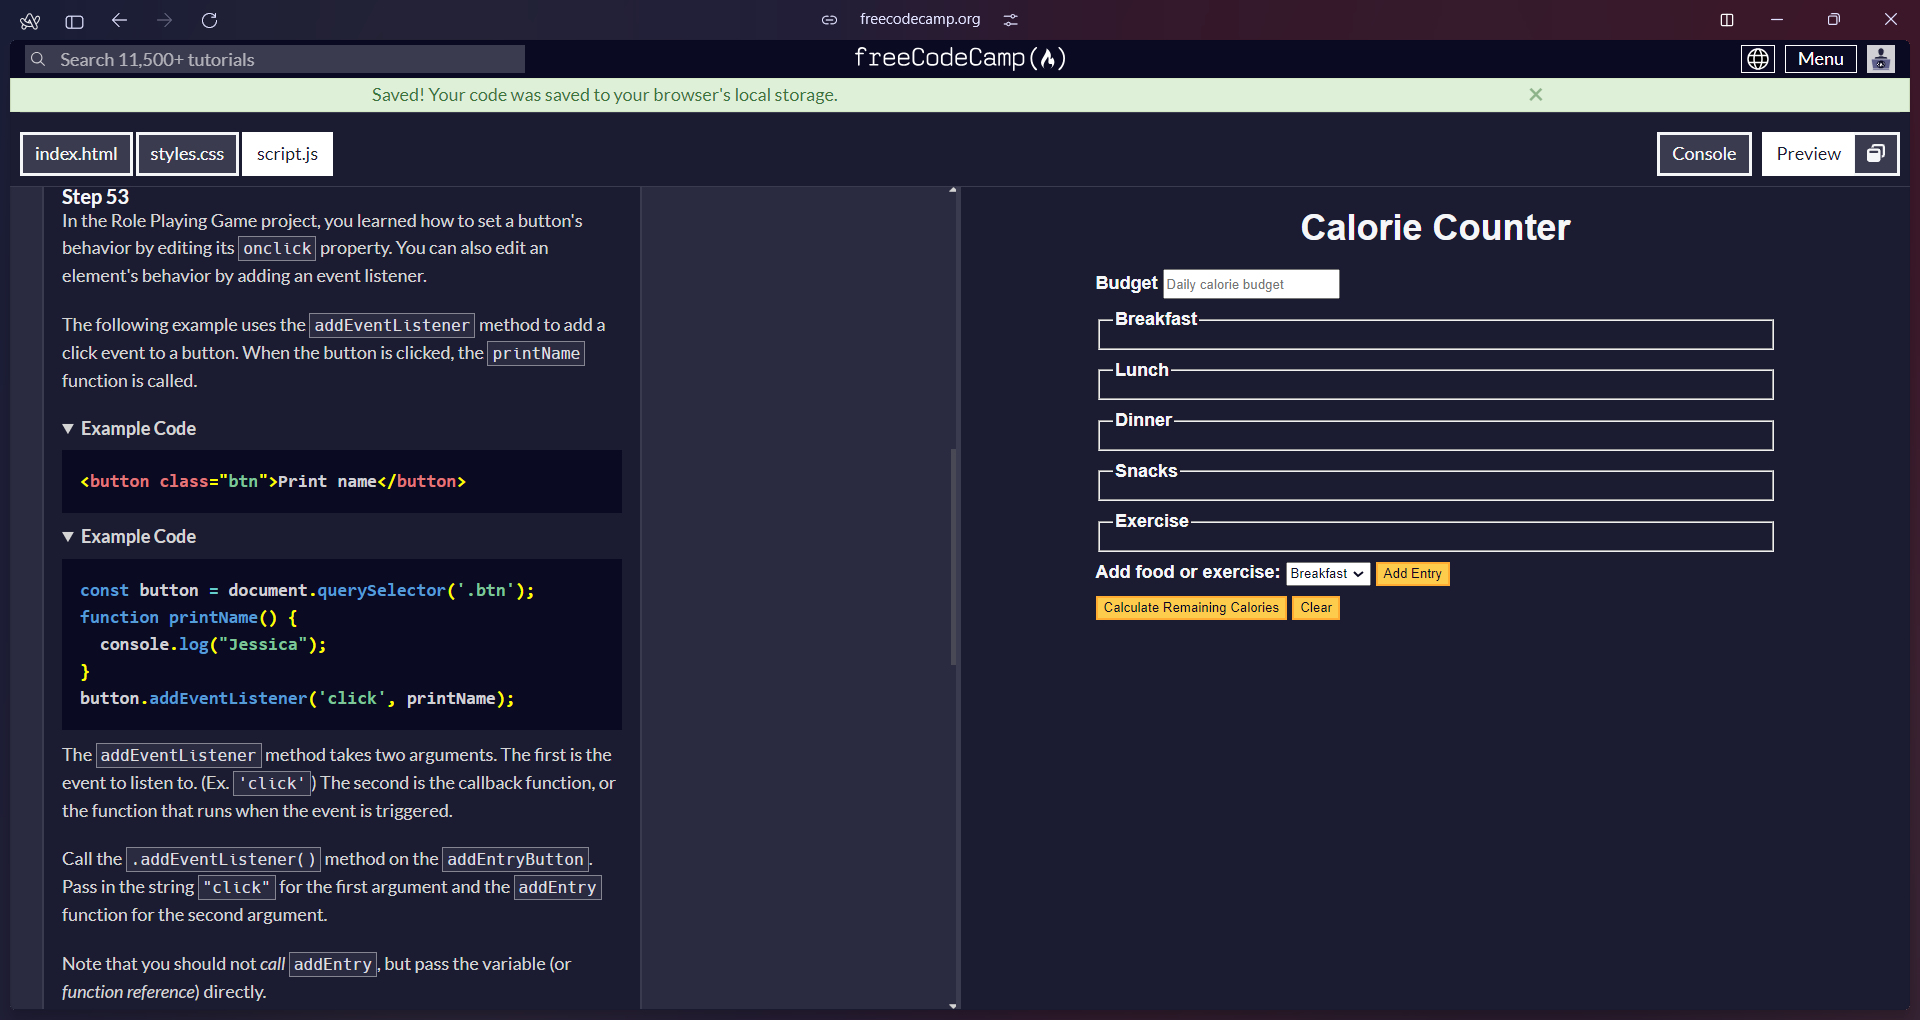 freecodecamp.org
Search 11,500+ tutorials
freeCodeCamp(🔥)
Menu
Saved! Your code was saved to your browser's local storage.
×
index.html
styles.css
script.js
Console
Preview
Step 53
In the Role Playing Game project, you learned how to set a button's
behavior by editing its onclick property. You can also edit an
element's behavior by adding an event listener.
The following example uses the addEventListener method to add a
click event to a button. When the button is clicked, the printName
function is called.
▼ Example Code
<button class="btn">Print name</button>
▼ Example Code
const button = document.querySelector('.btn');
function printName() {
  console.log("Jessica");
}
button.addEventListener('click', printName);
The addEventListener method takes two arguments. The first is the
event to listen to. (Ex. 'click') The second is the callback function, or
the function that runs when the event is triggered.
Call the .addEventListener() method on the addEntryButton.
Pass in the string "click" for the first argument and the addEntry
function for the second argument.
Note that you should not call addEntry, but pass the variable (or
function reference) directly.
Calorie Counter
Budget Daily calorie budget
Breakfast
Lunch
Dinner
Snacks
Exercise
Add food or exercise: Breakfast Add Entry
Calculate Remaining Calories Clear